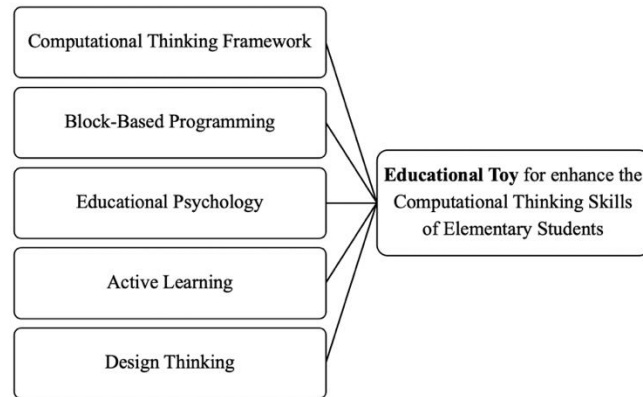 Computational Thinking Framework
Block-Based Programming
Educational Psychology
Active Learning
Design Thinking
Educational Toy for enhance the
Computational Thinking Skills
of Elementary Students